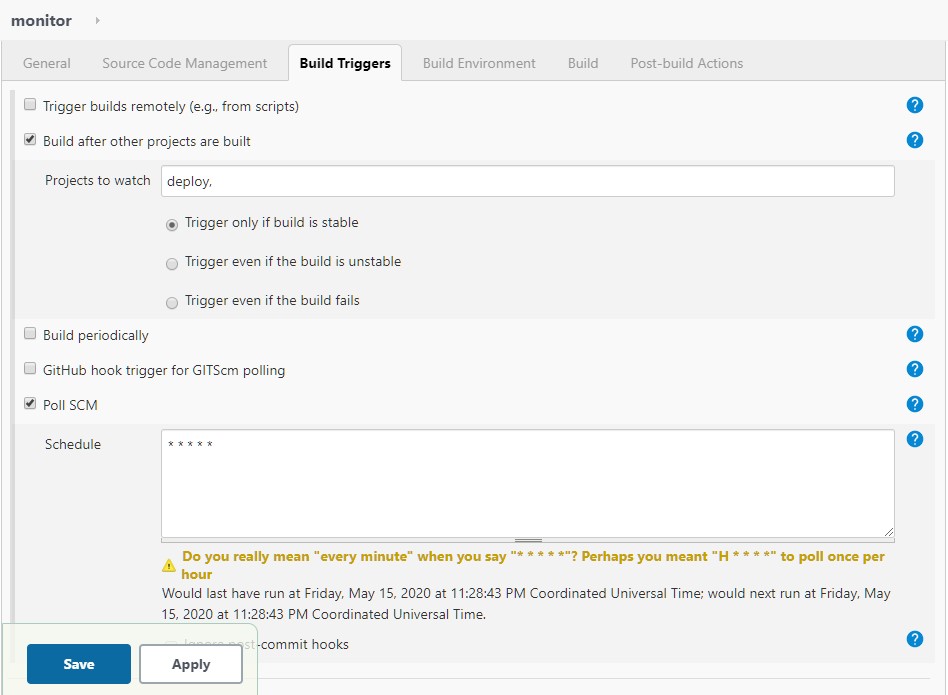 monitor
General Source Code Management Build Triggers Build Environment Build Post-build Actions
Trigger builds remotely (e.g., from scripts) ?
Build after other projects are built ?
Projects to watch deploy,
Trigger only if build is stable
Trigger even if the build is unstable
Trigger even if the build fails
Build periodically ?
GitHub hook trigger for GITScm polling ?
Poll SCM ?
Schedule * * * * * ?
Do you really mean "every minute" when you say "* * * * *"? Perhaps you meant "H * * * *" to poll once per
hour
Would last have run at Friday, May 15, 2020 at 11:28:43 PM Coordinated Universal Time; would next run at Friday, May
15, 2020 at 11:28:43 PM Coordinated Universal Time.
Ignore post-commit hooks ?
Save Apply